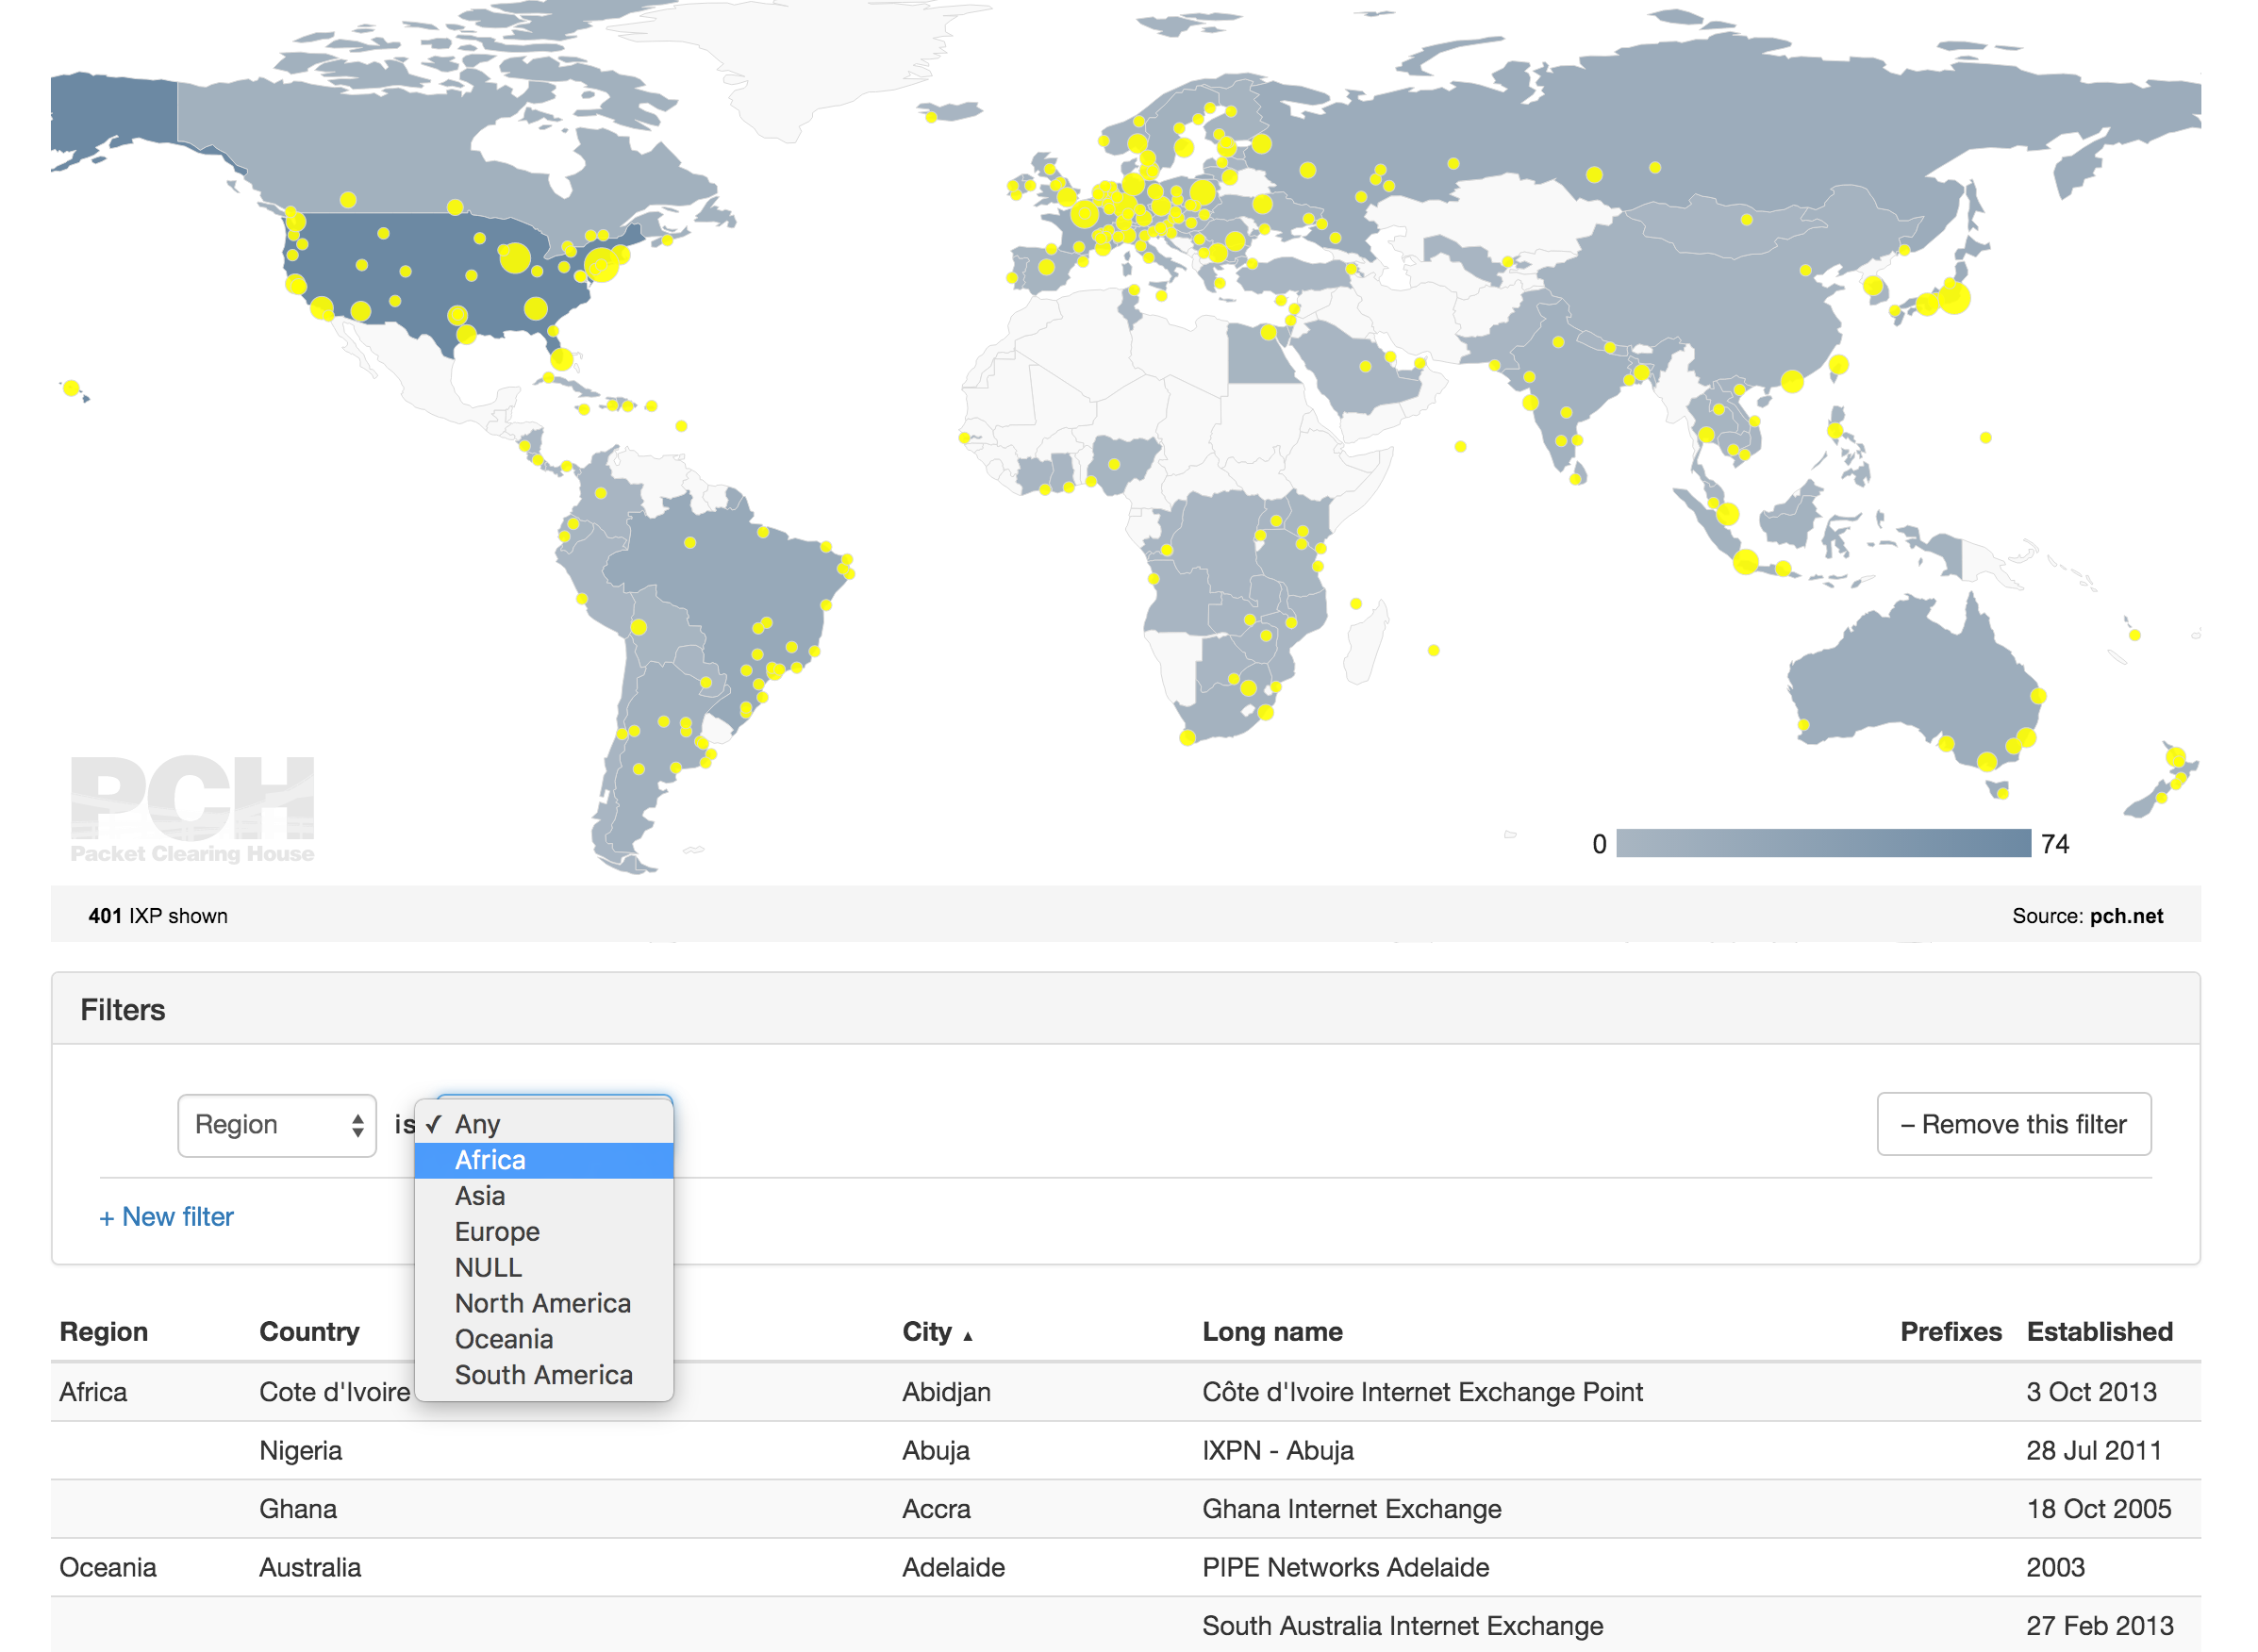 PCH
Packet Clearing House
0 74
401 IXP shown Source: pch.net
Filters
Region is ✓ Any – Remove this filter
Africa
Asia
+ New filter
Europe
NULL
North America
Oceania
South America
Region Country City ▲ Long name Prefixes Established
Africa Cote d'Ivoire Abidjan Côte d'Ivoire Internet Exchange Point 3 Oct 2013
Nigeria Abuja IXPN - Abuja 28 Jul 2011
Ghana Accra Ghana Internet Exchange 18 Oct 2005
Oceania Australia Adelaide PIPE Networks Adelaide 2003
South Australia Internet Exchange 27 Feb 2013